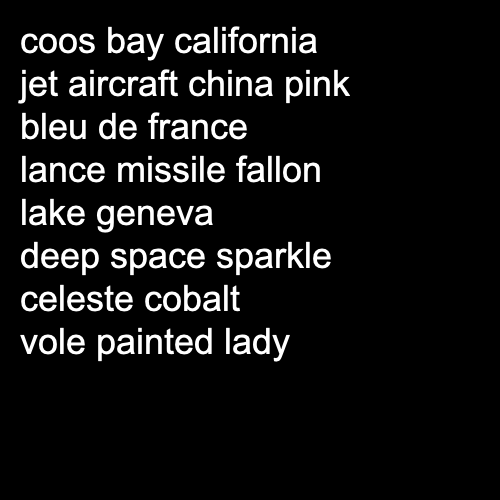 coos bay california
jet aircraft china pink
bleu de france
lance missile fallon
lake geneva
deep space sparkle
celeste cobalt
vole painted lady